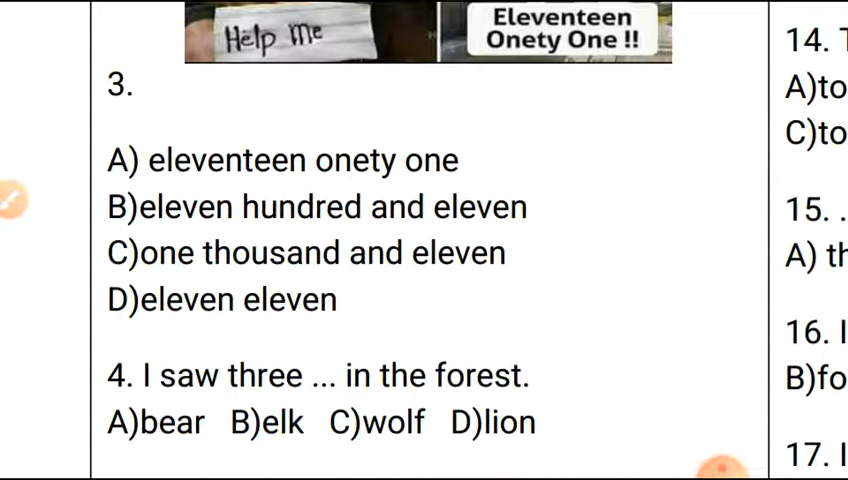 Help me
Eleventeen
Onety One !!
3.
A) eleventeen onety one
B)eleven hundred and eleven
C)one thousand and eleven
D)eleven eleven
4. I saw three ... in the forest.
A)bear B)elk C)wolf D)lion
14.
A)to
C)to
15. .
A) th
16. I
B)fo
17. I